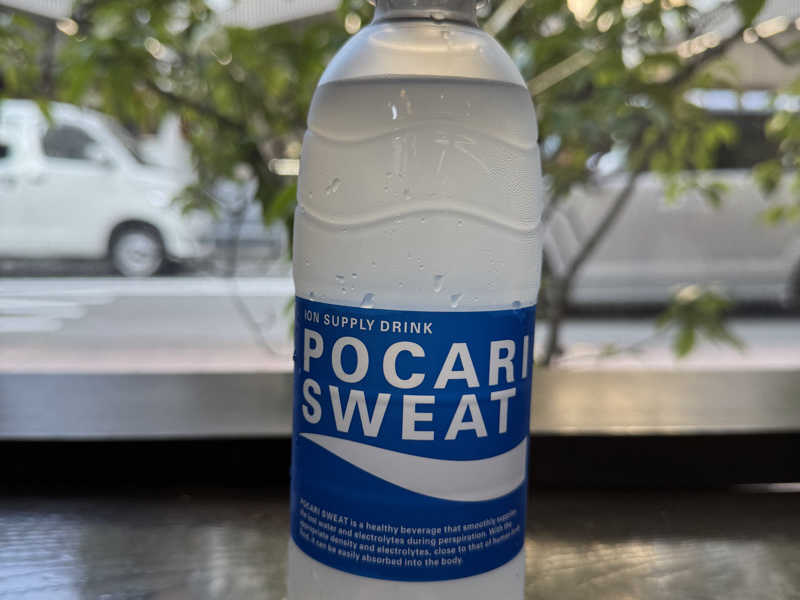 ION SUPPLY DRINK
POCARI
SWEAT
POCARI SWEAT is a healthy beverage that smoothly supplies
the lost water and electrolytes during perspiration. With the
appropriate density and electrolytes, close to that of human body
fluid, it can be easily absorbed into the body.